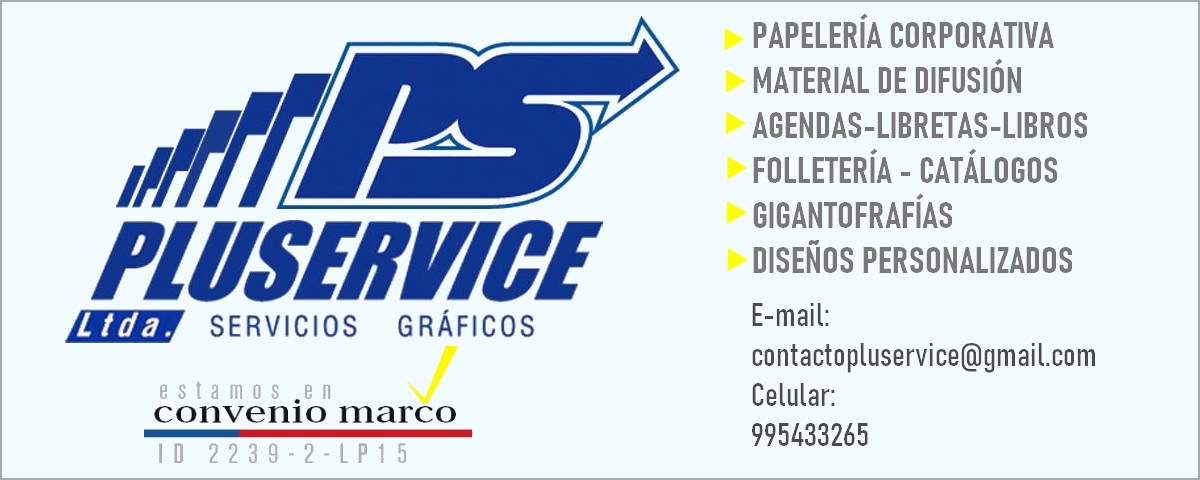 PS
PLUSERVICE
Ltda. SERVICIOS GRÁFICOS
estamos en
convenio marco
ID 2239-2-LP15
PAPELERÍA CORPORATIVA
MATERIAL DE DIFUSIÓN
AGENDAS-LIBRETAS-LIBROS
FOLLETERÍA - CATÁLOGOS
GIGANTOFRAFÍAS
DISEÑOS PERSONALIZADOS
E-mail:
contactopluservice@gmail.com
Celular:
995433265